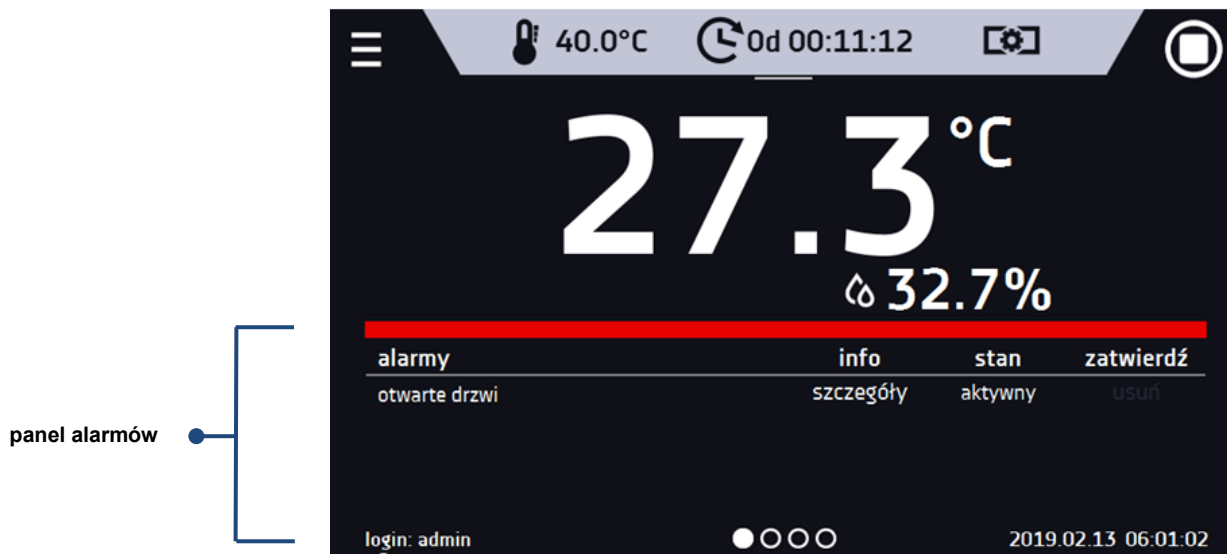 40.0°C 0d 00:11:12
27.3 °C
32.7%
alarmy info stan zatwierdź
otwarte drzwi szczegóły aktywny usuń
panel alarmów
login: admin 2019.02.13 06:01:02